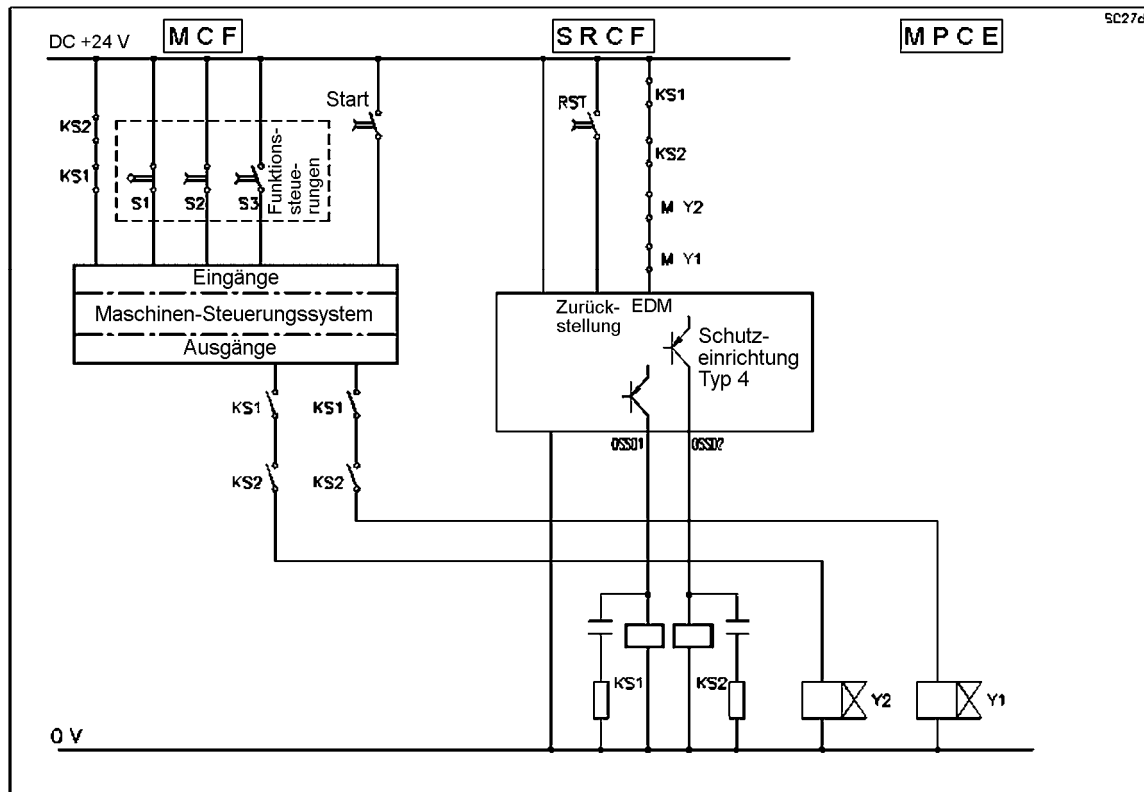 SC27d
DC +24 V
MCF
SRCF
MPCE
Start
RST
KS1
KS2
KS1
KS2
S1
S2
S3
Funktions-
steue-
rungen
M Y2
M Y1
Eingänge
Maschinen-Steuerungssystem
Ausgänge
Zurück-
stellung
EDM
Schutz-
einrichtung
Typ 4
KS1
KS1
OSSD1
OSSD2
KS2
KS2
KS1
KS2
Y2
Y1
0 V